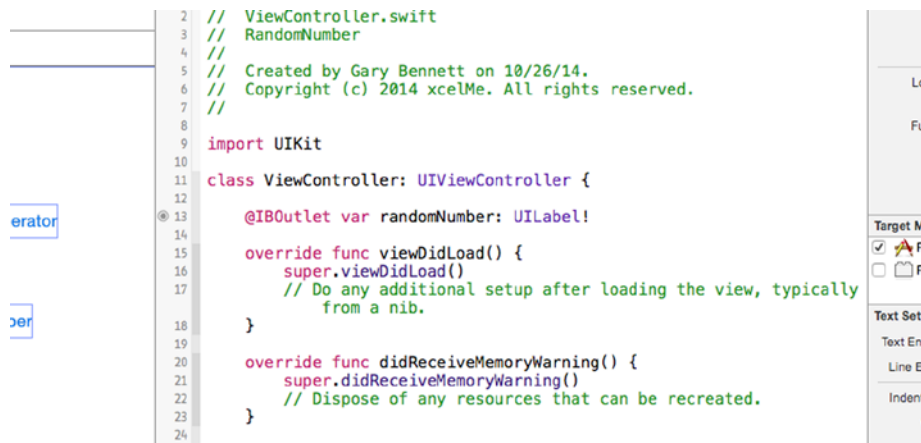 2 // ViewController.swift
3 // RandomNumber
4 //
5 // Created by Gary Bennett on 10/26/14.
6 // Copyright (c) 2014 xcelMe. All rights reserved.
7 //
8
9 import UIKit
10
11 class ViewController: UIViewController {
12
13 @IBOutlet var randomNumber: UILabel!
14
15 override func viewDidLoad() {
16 super.viewDidLoad()
17 // Do any additional setup after loading the view, typically
from a nib.
18 }
19
20 override func didReceiveMemoryWarning() {
21 super.didReceiveMemoryWarning()
22 // Dispose of any resources that can be recreated.
23 }
24
erator
ber
Lo
Fu
Target M
Text Set
Text En
Line E
Inden